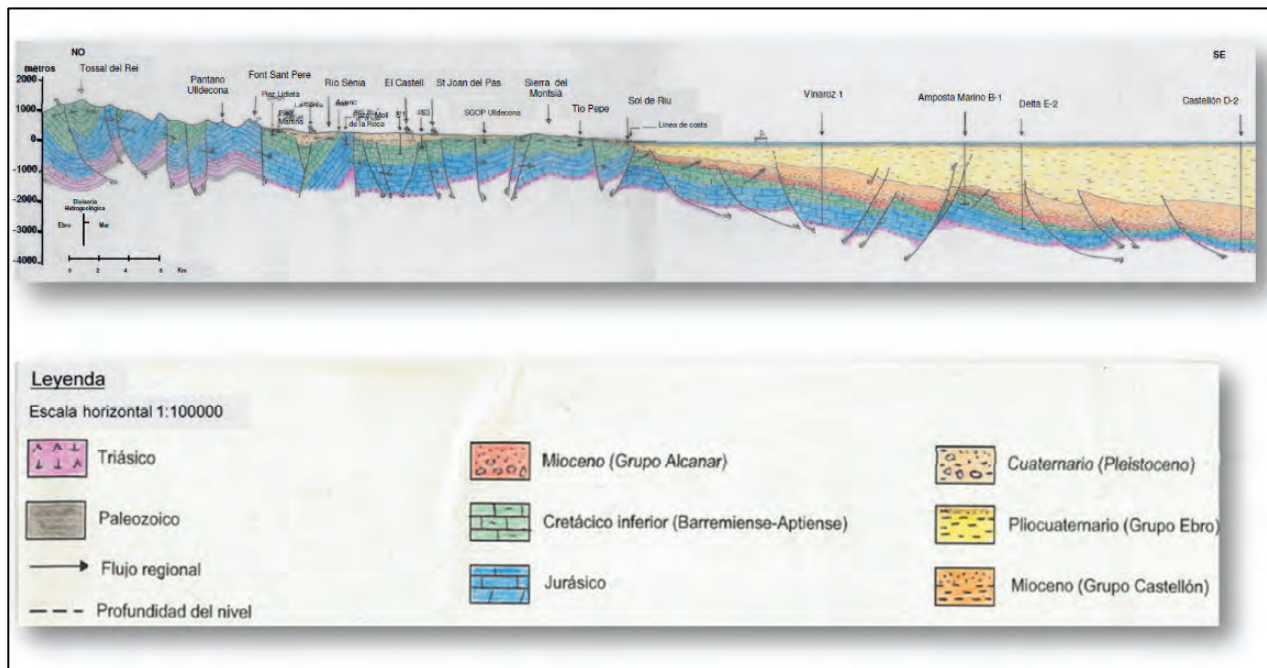 NO
SE
metros
Tossal del Rei
Pantano
Ulldecona
Font Sant Pere
Río Sénia
El Castell
St Joan del Pas
SGOP Ulldecona
Sierra del
Montsià
Tío Pepe
Sol de Riu
Línea de costa
Vinaroz 1
Amposta Marino B-1
Delta E-2
Castellón D-2
2000
1000
0
-1000
-2000
-3000
-4000
Divisoria
Hidrogeológica
Ebro
Mar
0 2 4 6 Km
Leyenda
Escala horizontal 1:100000
Triásico
Paleozoico
Flujo regional
Profundidad del nivel
Mioceno (Grupo Alcanar)
Cretácico inferior (Barremiense-Aptiense)
Jurásico
Cuaternario (Pleistoceno)
Pliocuaternario (Grupo Ebro)
Mioceno (Grupo Castellón)